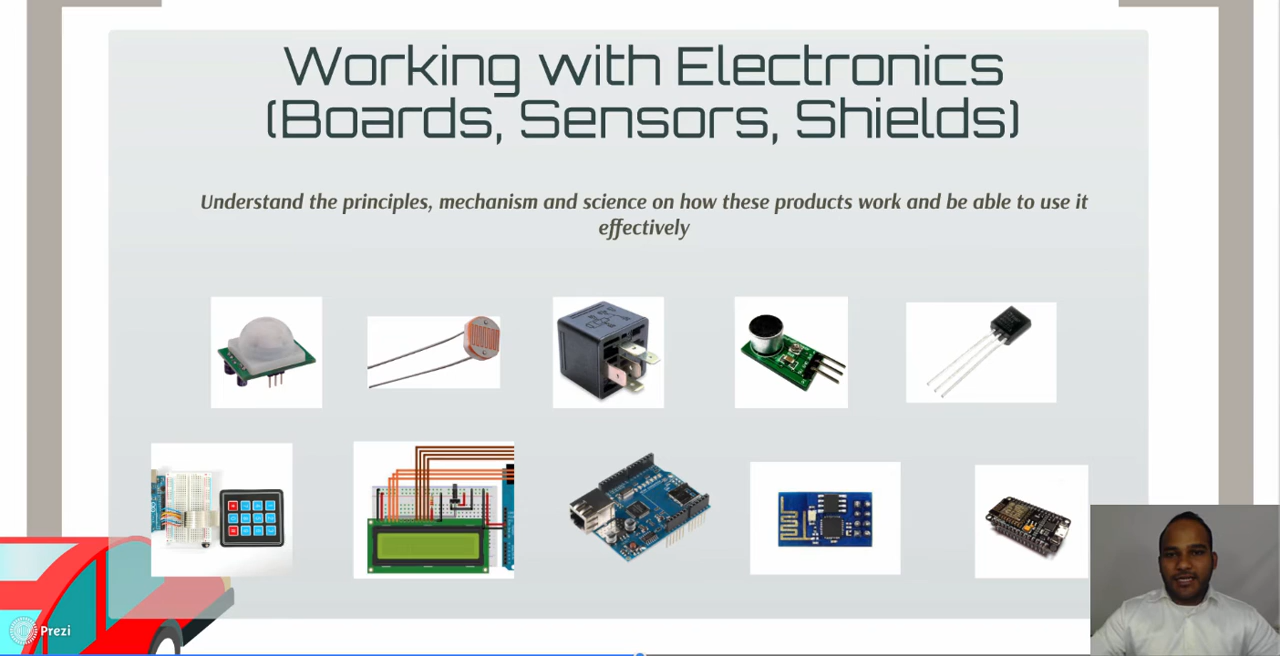 Working with Electronics
(Boards, Sensors, Shields)
Understand the principles, mechanism and science on how these products work and be able to use it
effectively
Prezi